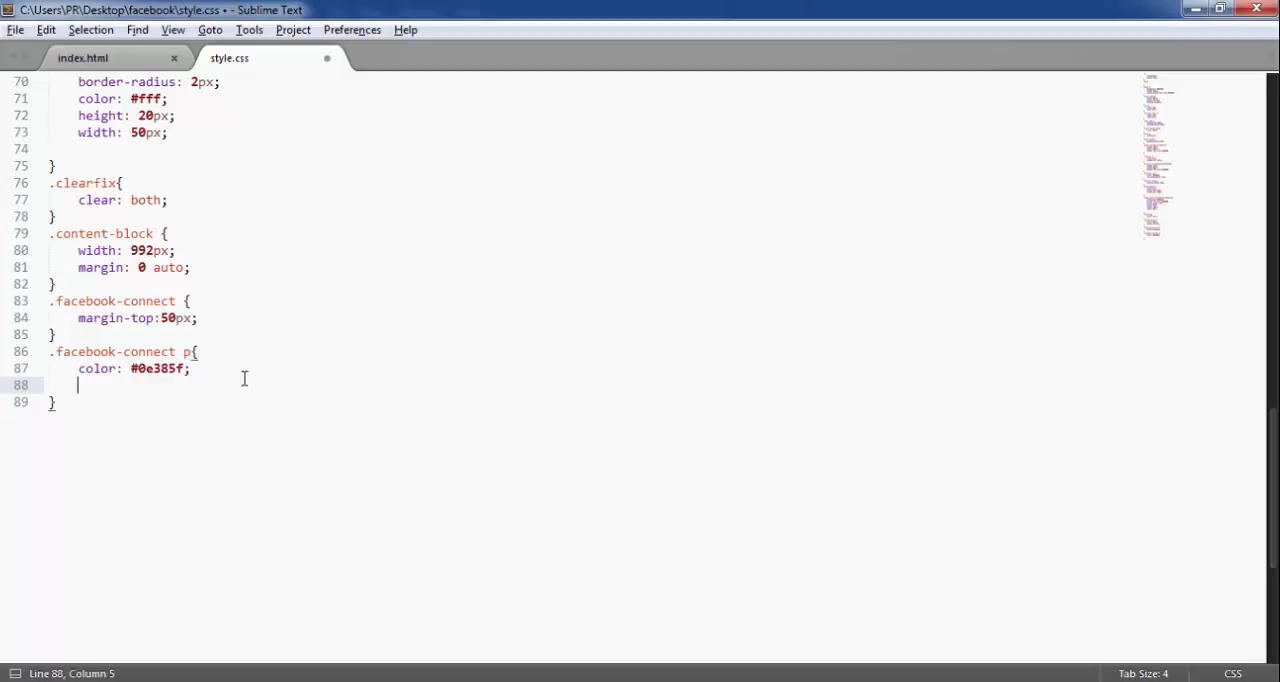 C:\Users\PR\Desktop\facebook\style.css • - Sublime Text
File Edit Selection Find View Goto Tools Project Preferences Help
index.html × style.css
70 border-radius: 2px;
71 color: #fff;
72 height: 20px;
73 width: 50px;
74
75 }
76 .clearfix{
77 clear: both;
78 }
79 .content-block {
80 width: 992px;
81 margin: 0 auto;
82 }
83 .facebook-connect {
84 margin-top:50px;
85 }
86 .facebook-connect p{
87 color: #0e385f;
88
89 }
Line 88, Column 5 Tab Size: 4 CSS